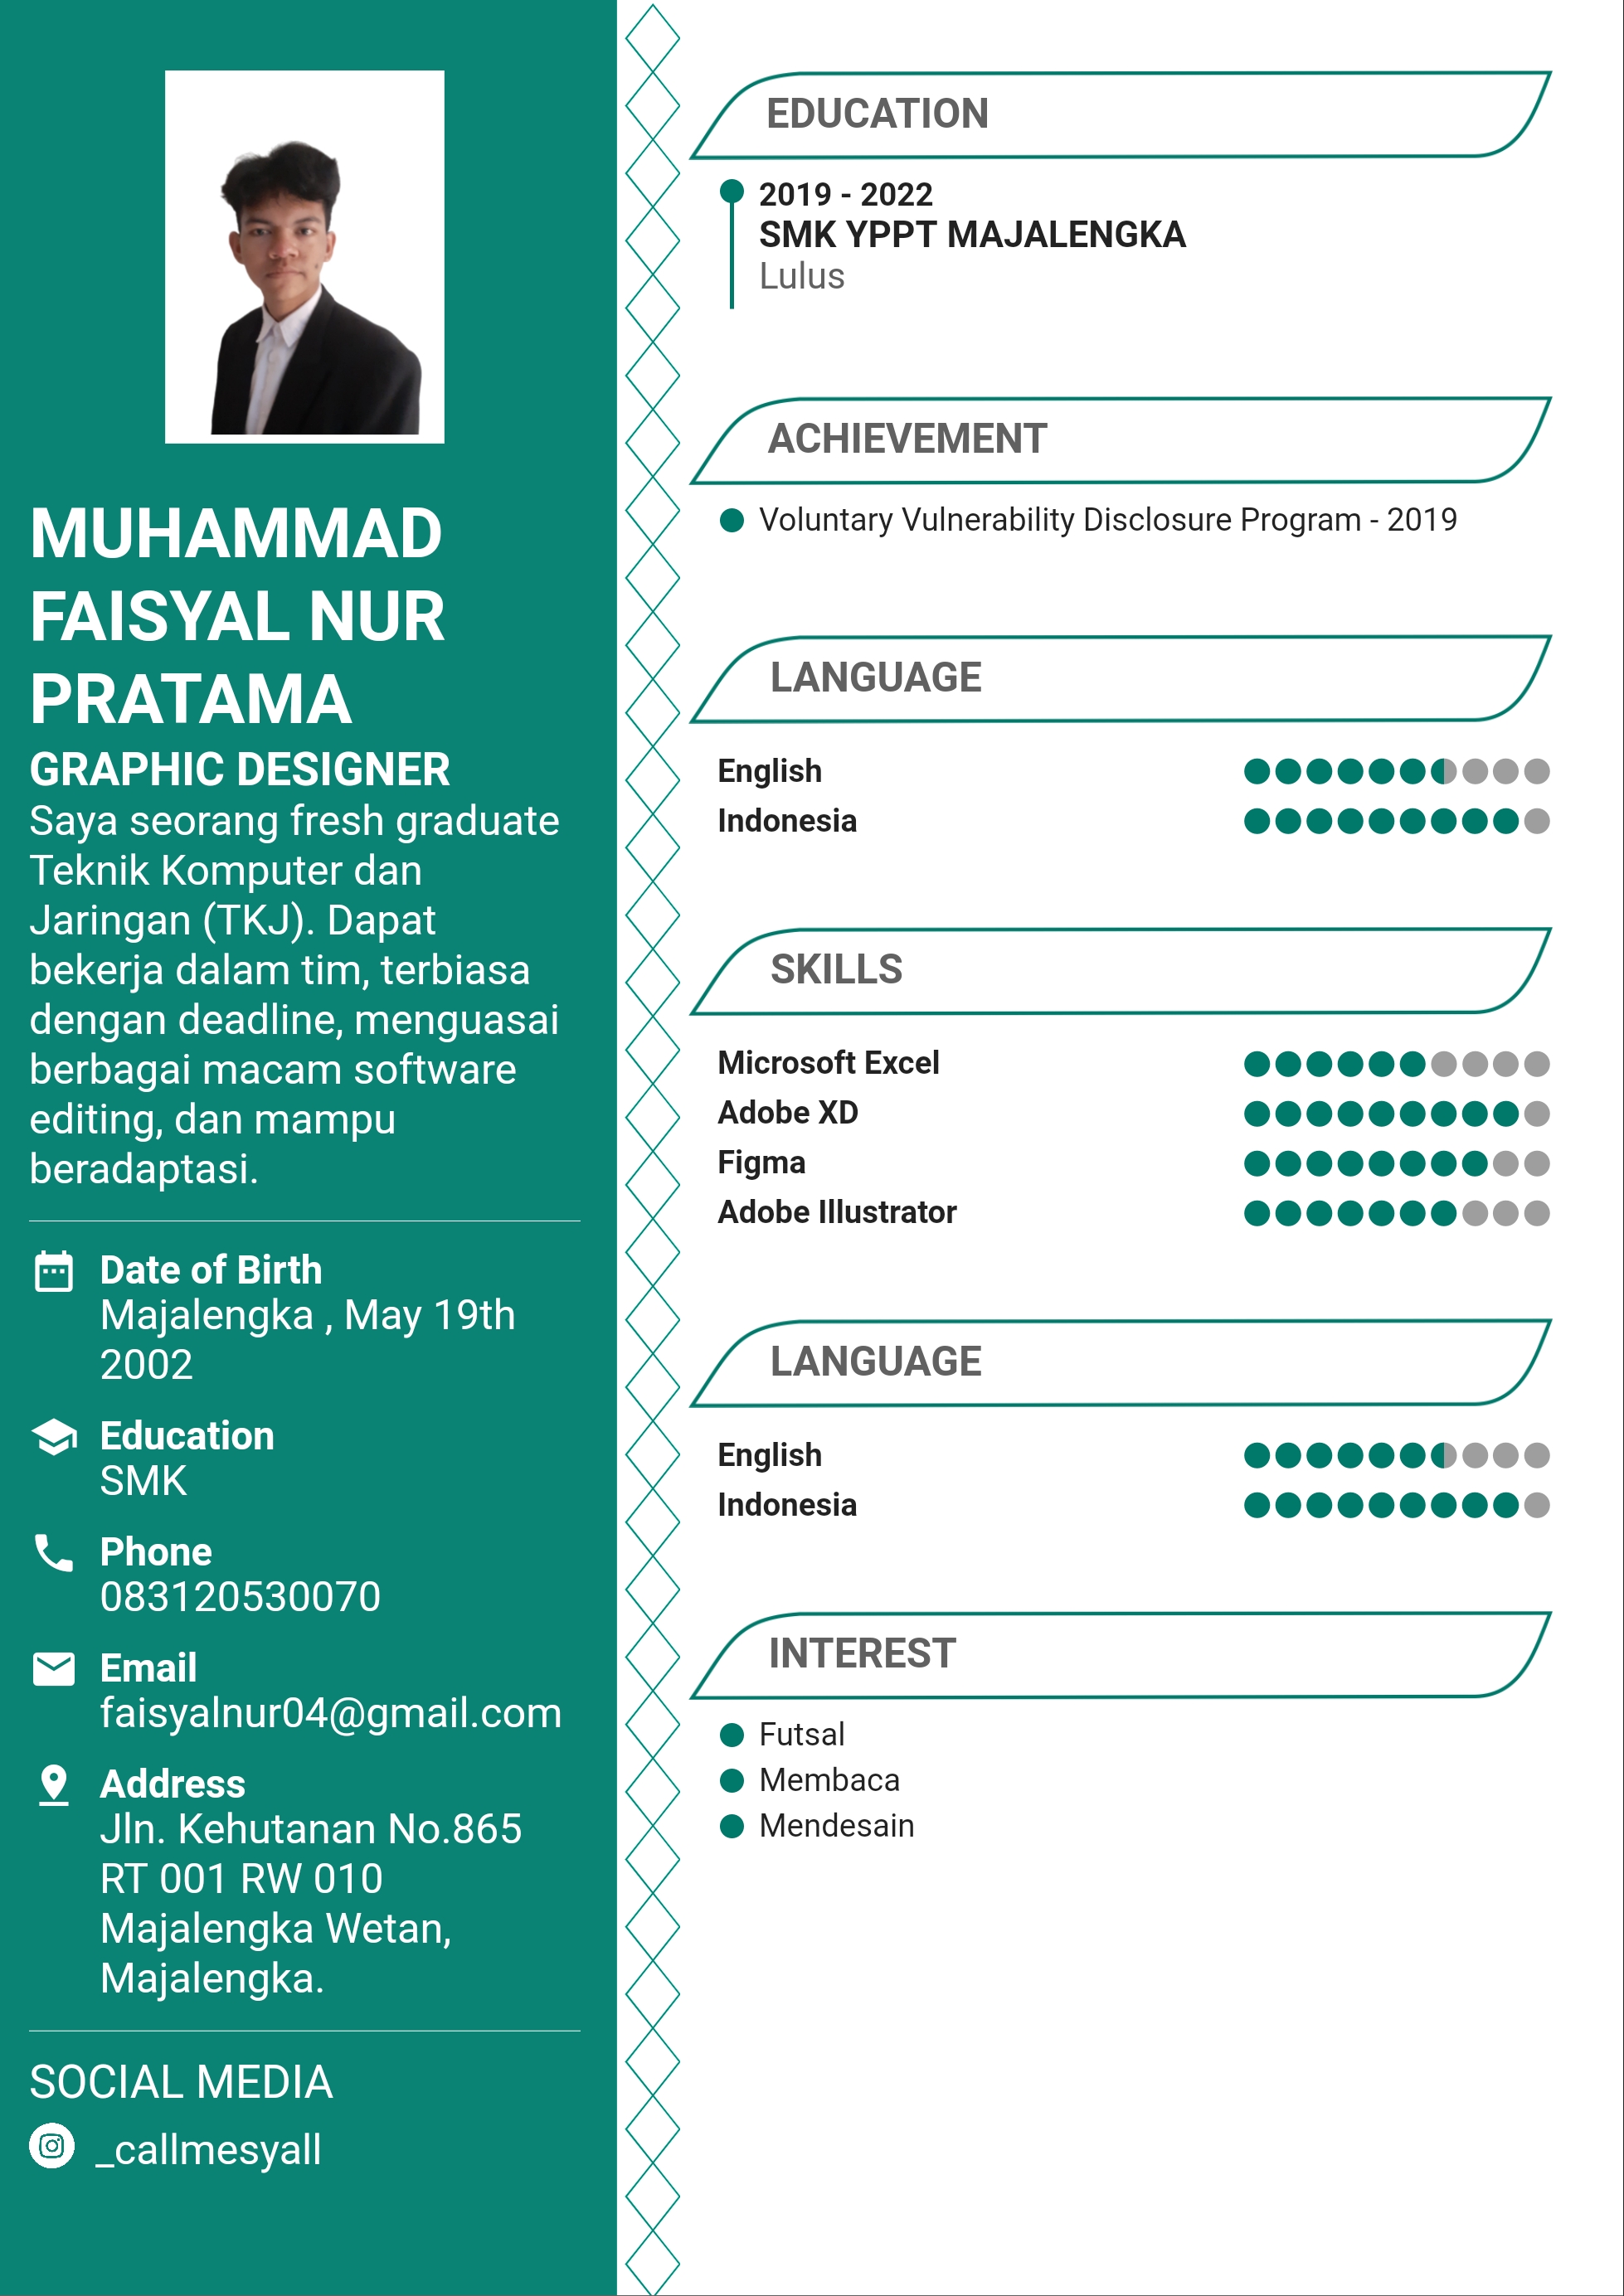 MUHAMMAD
FAISYAL NUR
PRATAMA
GRAPHIC DESIGNER
Saya seorang fresh graduate
Teknik Komputer dan
Jaringan (TKJ). Dapat
bekerja dalam tim, terbiasa
dengan deadline, menguasai
berbagai macam software
editing, dan mampu
beradaptasi.
Date of Birth
Majalengka , May 19th
2002
Education
SMK
Phone
083120530070
Email
faisyalnur04@gmail.com
Address
Jln. Kehutanan No.865
RT 001 RW 010
Majalengka Wetan,
Majalengka.
SOCIAL MEDIA
_callmesyall
EDUCATION
2019 - 2022
SMK YPPT MAJALENGKA
Lulus
ACHIEVEMENT
Voluntary Vulnerability Disclosure Program - 2019
LANGUAGE
English
Indonesia
SKILLS
Microsoft Excel
Adobe XD
Figma
Adobe Illustrator
LANGUAGE
English
Indonesia
INTEREST
Futsal
Membaca
Mendesain